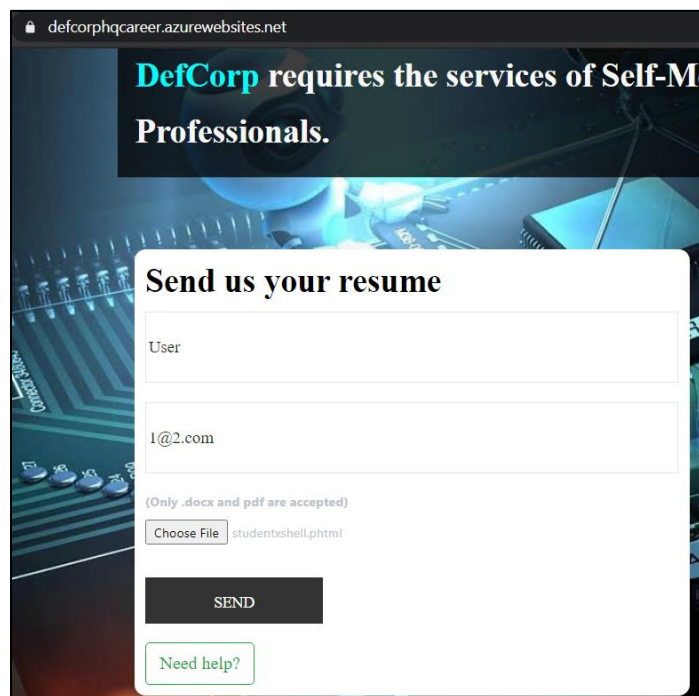 defcorphqcareer.azurewebsites.net
DefCorp requires the services of Self-M
Professionals.
Send us your resume
User
1@2.com
(Only .docx and pdf are accepted)
Choose File studentxshell.phtml
SEND
Need help?